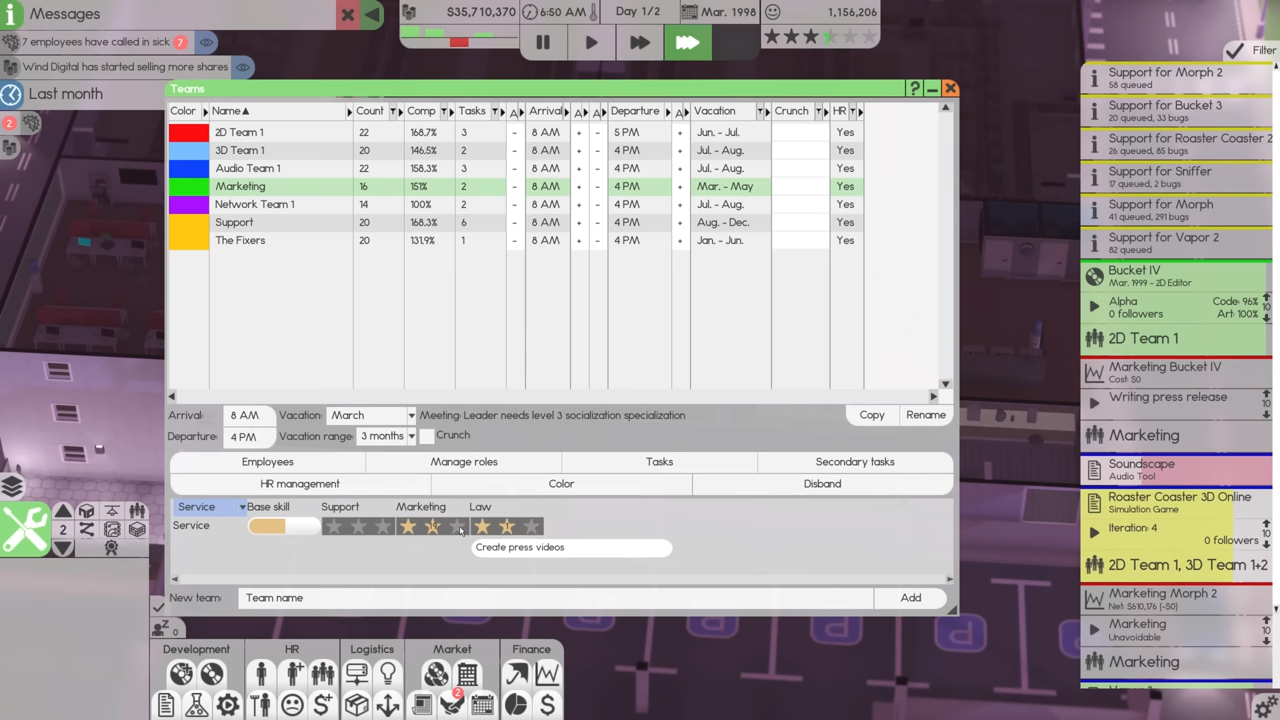 Messages
7 employees have called in sick 7
Wind Digital has started selling more shares
Last month
2
$35,710,370 6:50 AM Day 1/2 Mar. 1998 1,156,206
Filter
Teams ?
Color Name Count Comp Tasks A Arrival A A Departure A Vacation Crunch HR
2D Team 1 22 168.7% 3 - 8 AM + - 5 PM + Jun. - Jul. Yes
3D Team 1 20 146.5% 2 - 8 AM + - 4 PM + Jul. - Aug. Yes
Audio Team 1 22 158.3% 3 - 8 AM + - 4 PM + Jul. - Aug. Yes
Marketing 16 151% 2 - 8 AM + - 4 PM + Mar. - May Yes
Network Team 1 14 100% 2 - 8 AM + - 4 PM + Jul. - Aug. Yes
Support 20 168.3% 6 - 8 AM + - 4 PM + Aug. - Dec. Yes
The Fixers 20 131.9% 1 - 8 AM + - 4 PM + Jan. - Jun. Yes
Arrival: 8 AM Vacation: March Meeting: Leader needs level 3 socialization specialization Copy Rename
Departure: 4 PM Vacation range: 3 months Crunch
Employees Manage roles Tasks Secondary tasks
HR management Color Disband
Service Base skill Support Marketing Law
Service
Create press videos
New team: Team name Add
0
2
Development HR Logistics Market Finance
2
Support for Morph 2
58 queued
Support for Bucket 3
20 queued, 33 bugs
Support for Roaster Coaster 2
26 queued, 85 bugs
Support for Sniffer
17 queued, 2 bugs
Support for Morph
41 queued, 291 bugs
Support for Vapor 2
82 queued
Bucket IV
Mar. 1999 - 2D Editor
Alpha Code: 96%
0 followers Art: 100%
10
2D Team 1
Marketing Bucket IV
Cost: $0
Writing press release
10
Marketing
Soundscape
Audio Tool
Roaster Coaster 3D Online
Simulation Game
Iteration: 4
0 followers
10
2D Team 1, 3D Team 1+2
Marketing Morph 2
Net: $610,176 (-$0)
Marketing
Unavoidable
10
Marketing